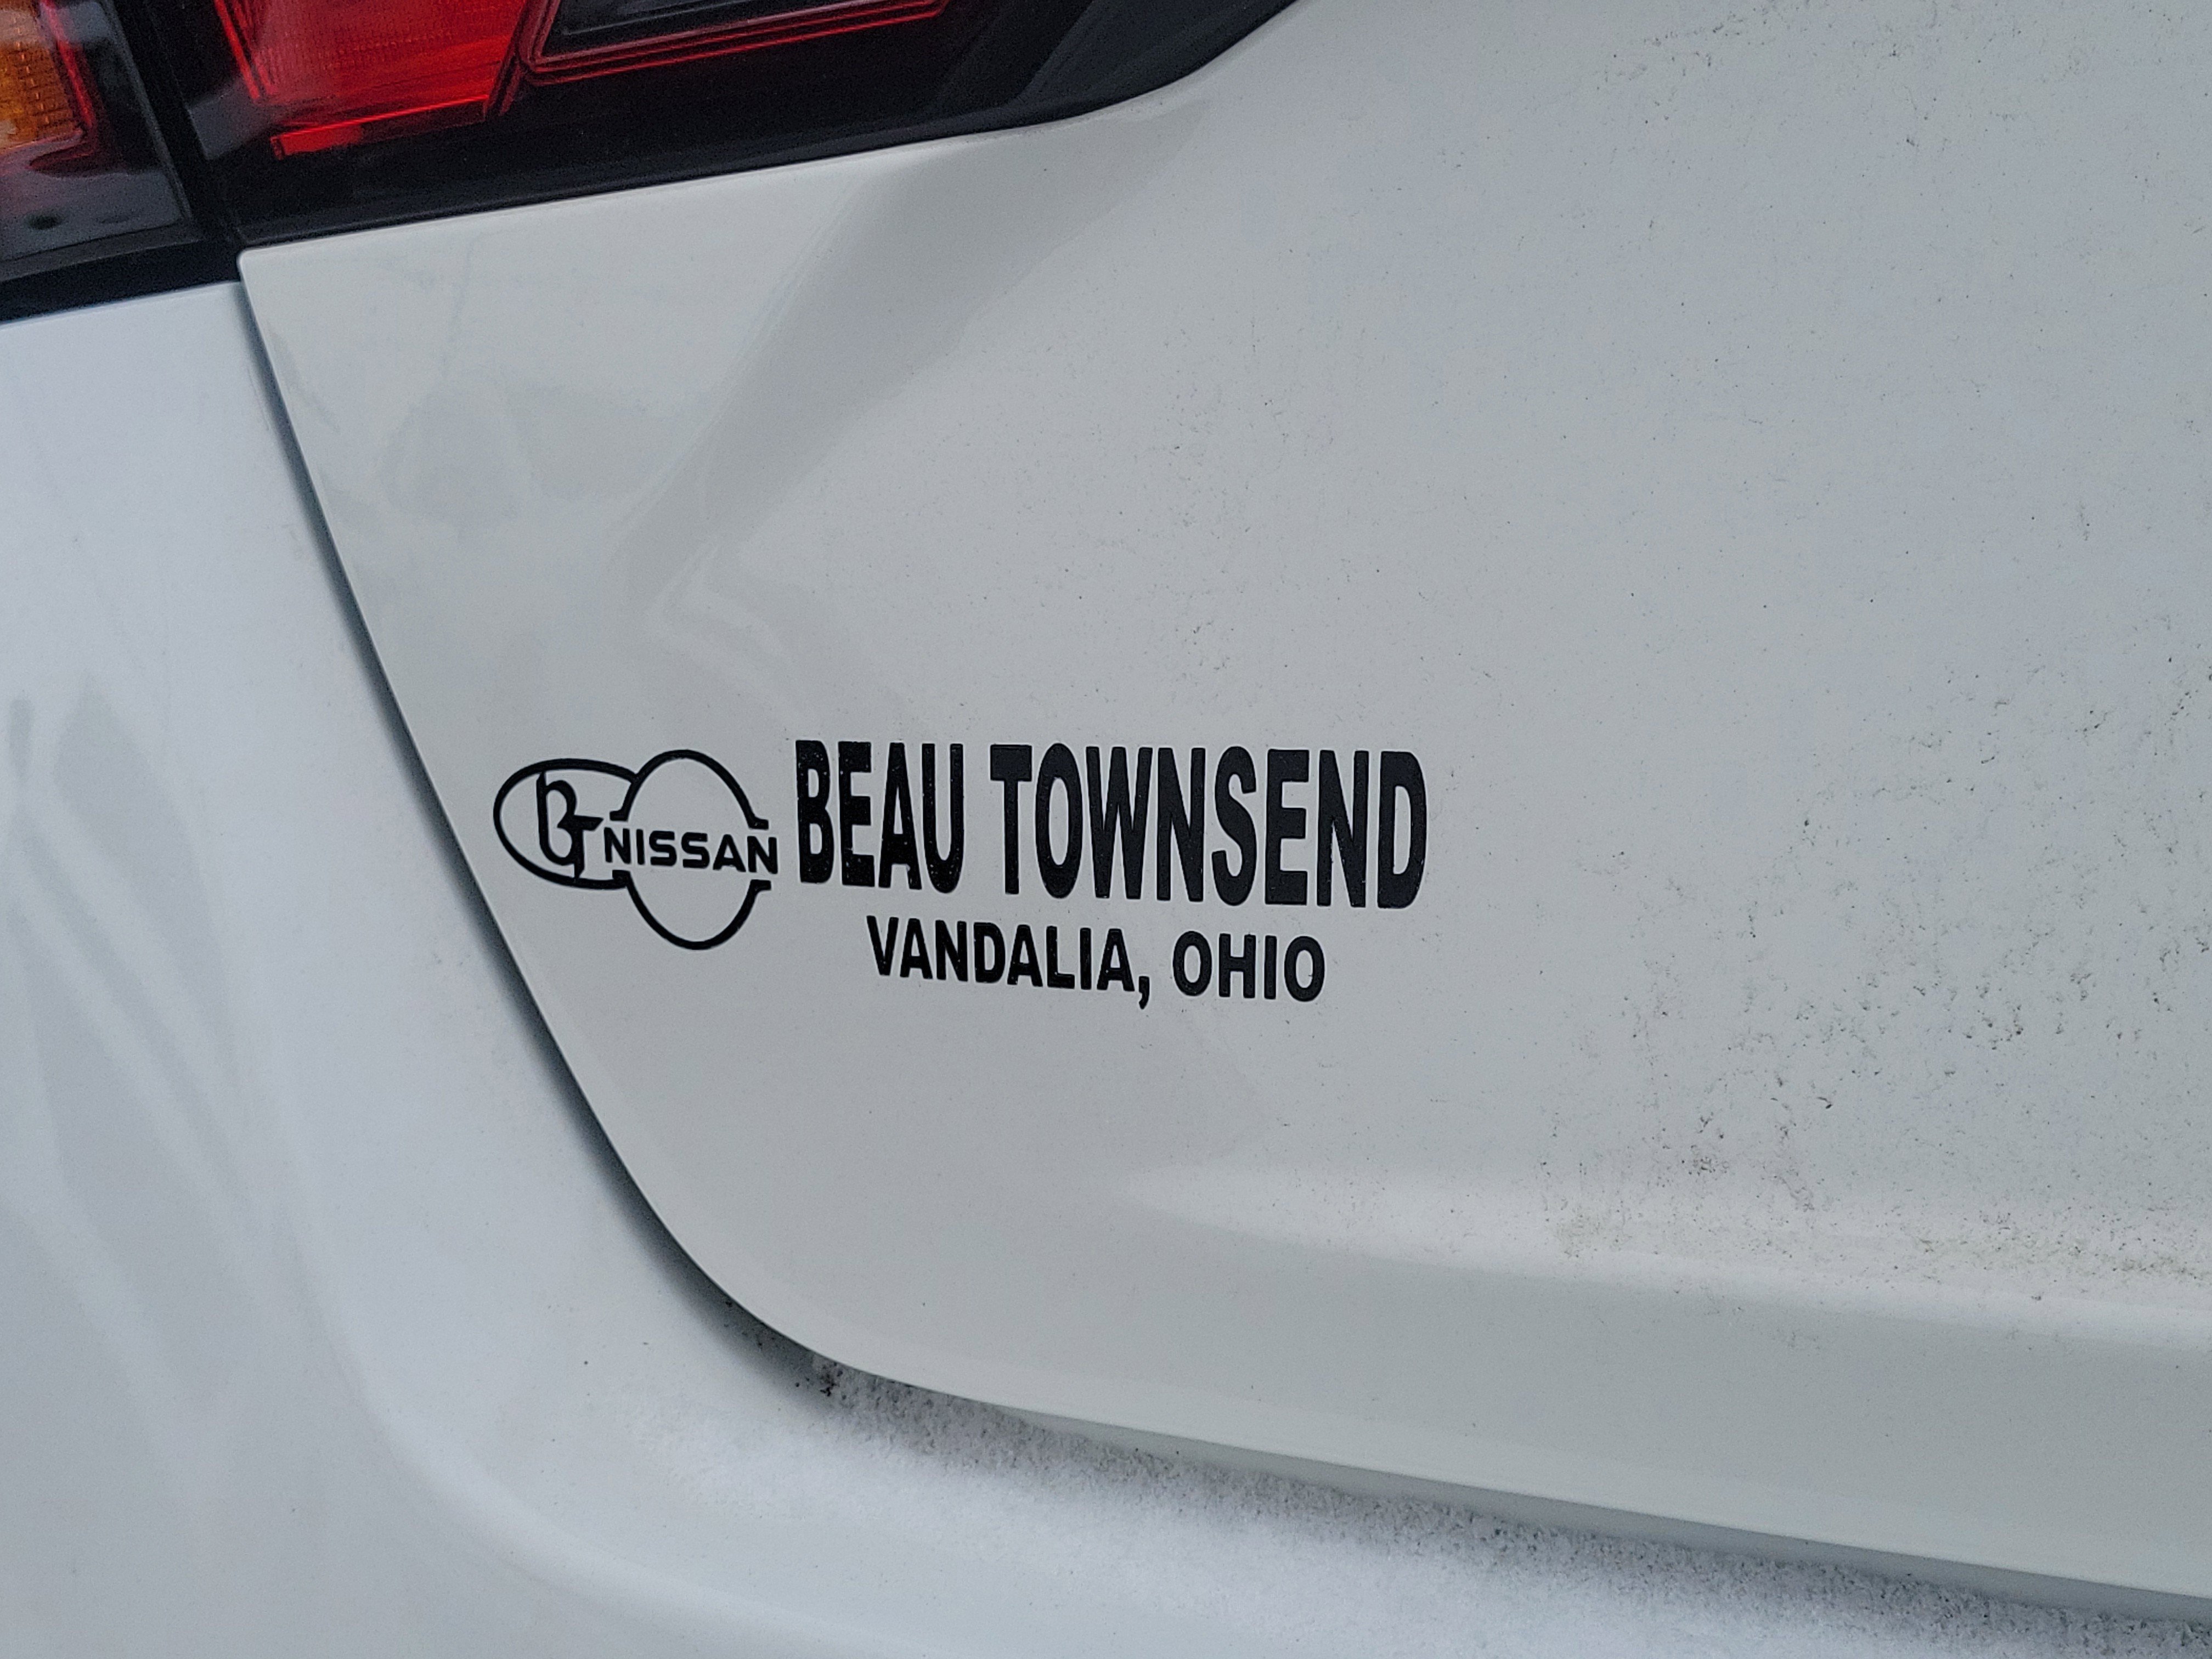 BT NISSAN BEAU TOWNSEND
VANDALIA, OHIO